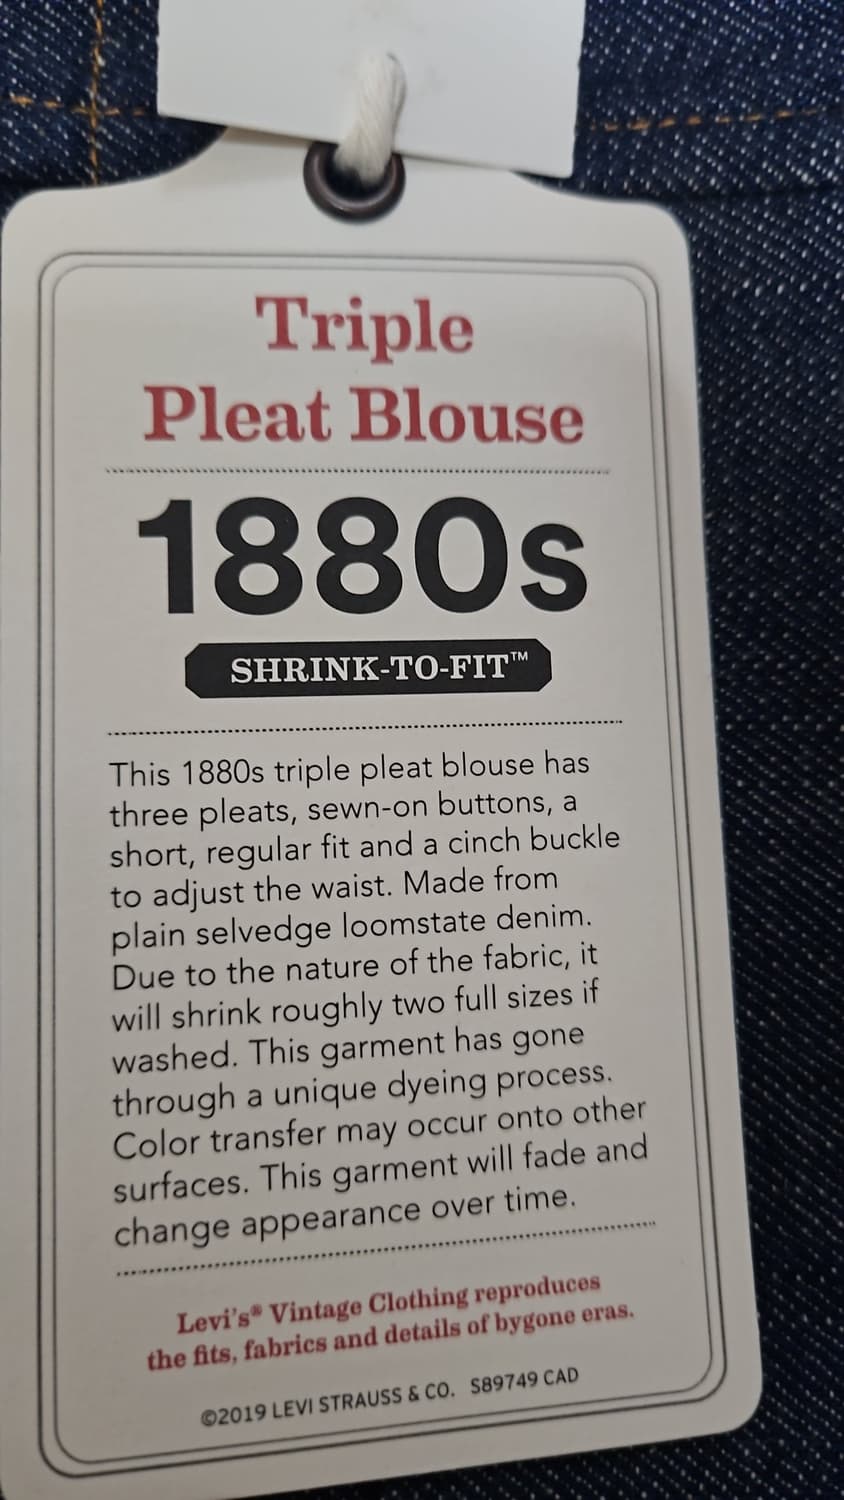 Triple
Pleat Blouse
1880s
SHRINK-TO-FIT™
This 1880s triple pleat blouse has
three pleats, sewn-on buttons, a
short, regular fit and a cinch buckle
to adjust the waist. Made from
plain selvedge loomstate denim.
Due to the nature of the fabric, it
will shrink roughly two full sizes if
washed. This garment has gone
through a unique dyeing process.
Color transfer may occur onto other
surfaces. This garment will fade and
change appearance over time.
Levi's® Vintage Clothing reproduces
the fits, fabrics and details of bygone eras.
©2019 LEVI STRAUSS & CO. S89749 CAD